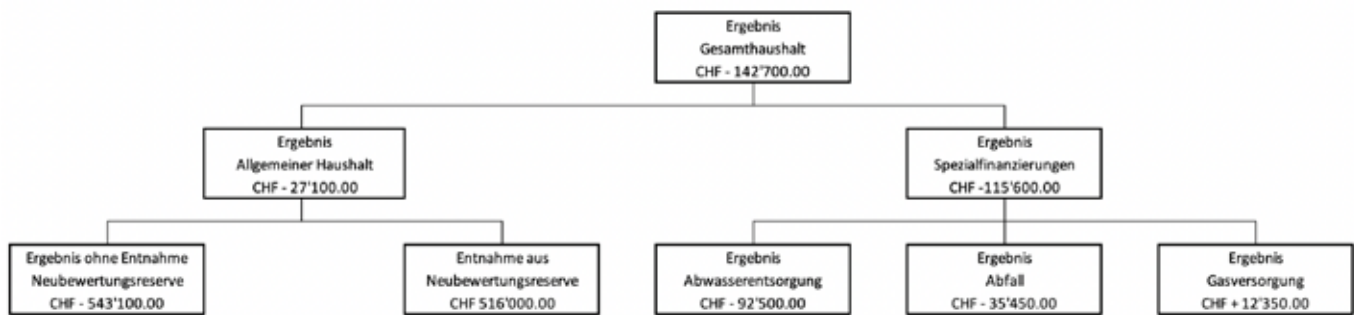 Ergebnis
Gesamthaushalt
CHF - 142'700.00
Ergebnis
Allgemeiner Haushalt
CHF - 27'100.00
Ergebnis
Spezialfinanzierungen
CHF -115'600.00
Ergebnis ohne Entnahme
Neubewertungsreserve
CHF - 543'100.00
Entnahme aus
Neubewertungsreserve
CHF 516'000.00
Ergebnis
Abwasserentsorgung
CHF - 92'500.00
Ergebnis
Abfall
CHF - 35'450.00
Ergebnis
Gasversorgung
CHF + 12'350.00